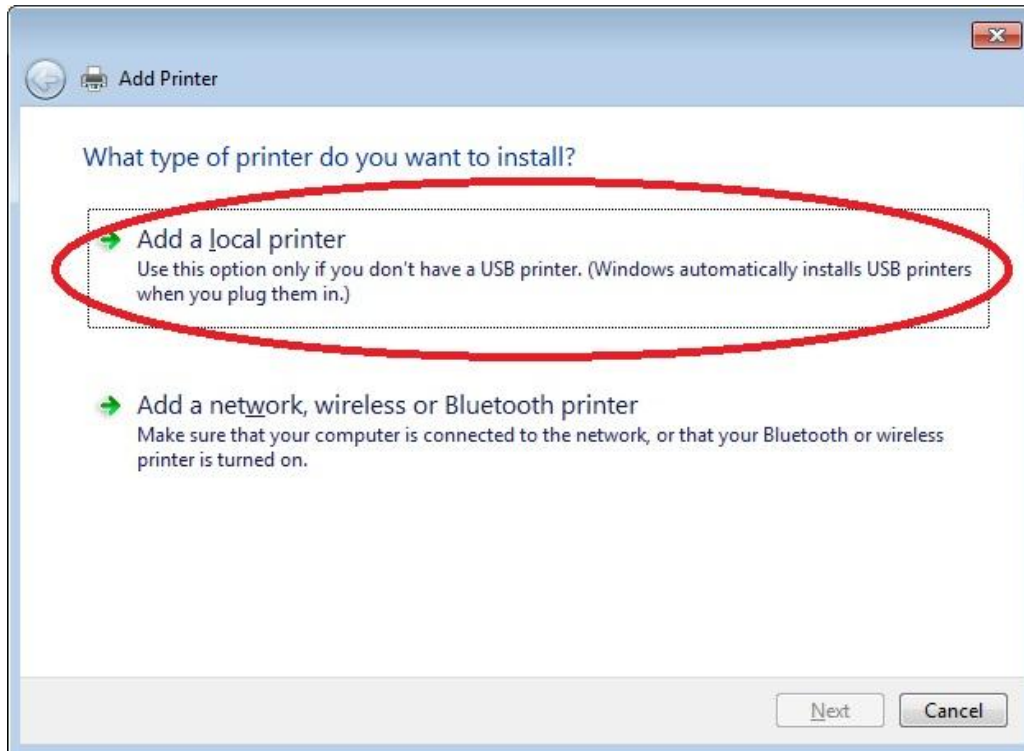 Add Printer
What type of printer do you want to install?
Add a local printer
Use this option only if you don't have a USB printer. (Windows automatically installs USB printers
when you plug them in.)
Add a network, wireless or Bluetooth printer
Make sure that your computer is connected to the network, or that your Bluetooth or wireless
printer is turned on.
Next Cancel